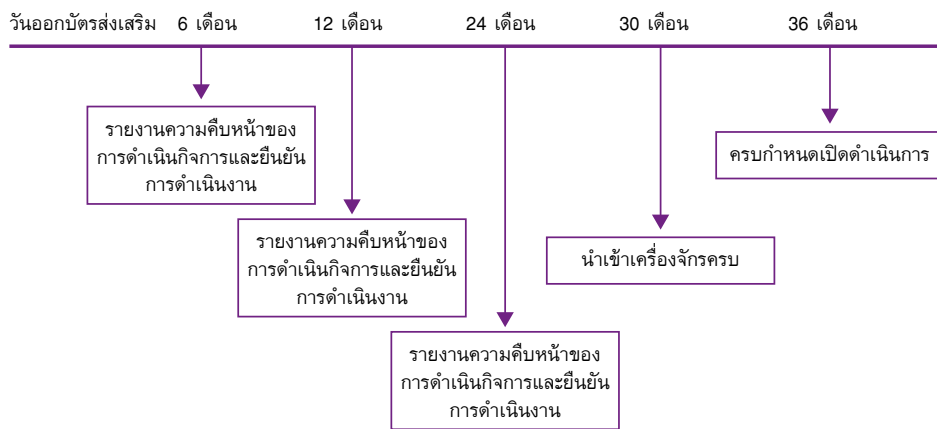 วันออกบัตรส่งเสริม 6 เดือน 12 เดือน 24 เดือน 30 เดือน 36 เดือน
รายงานความคืบหน้าของ
การดำเนินกิจการและยืนยัน
การดำเนินงาน
รายงานความคืบหน้าของ
การดำเนินกิจการและยืนยัน
การดำเนินงาน
รายงานความคืบหน้าของ
การดำเนินกิจการและยืนยัน
การดำเนินงาน
นำเข้าเครื่องจักรครบ
ครบกำหนดเปิดดำเนินการ